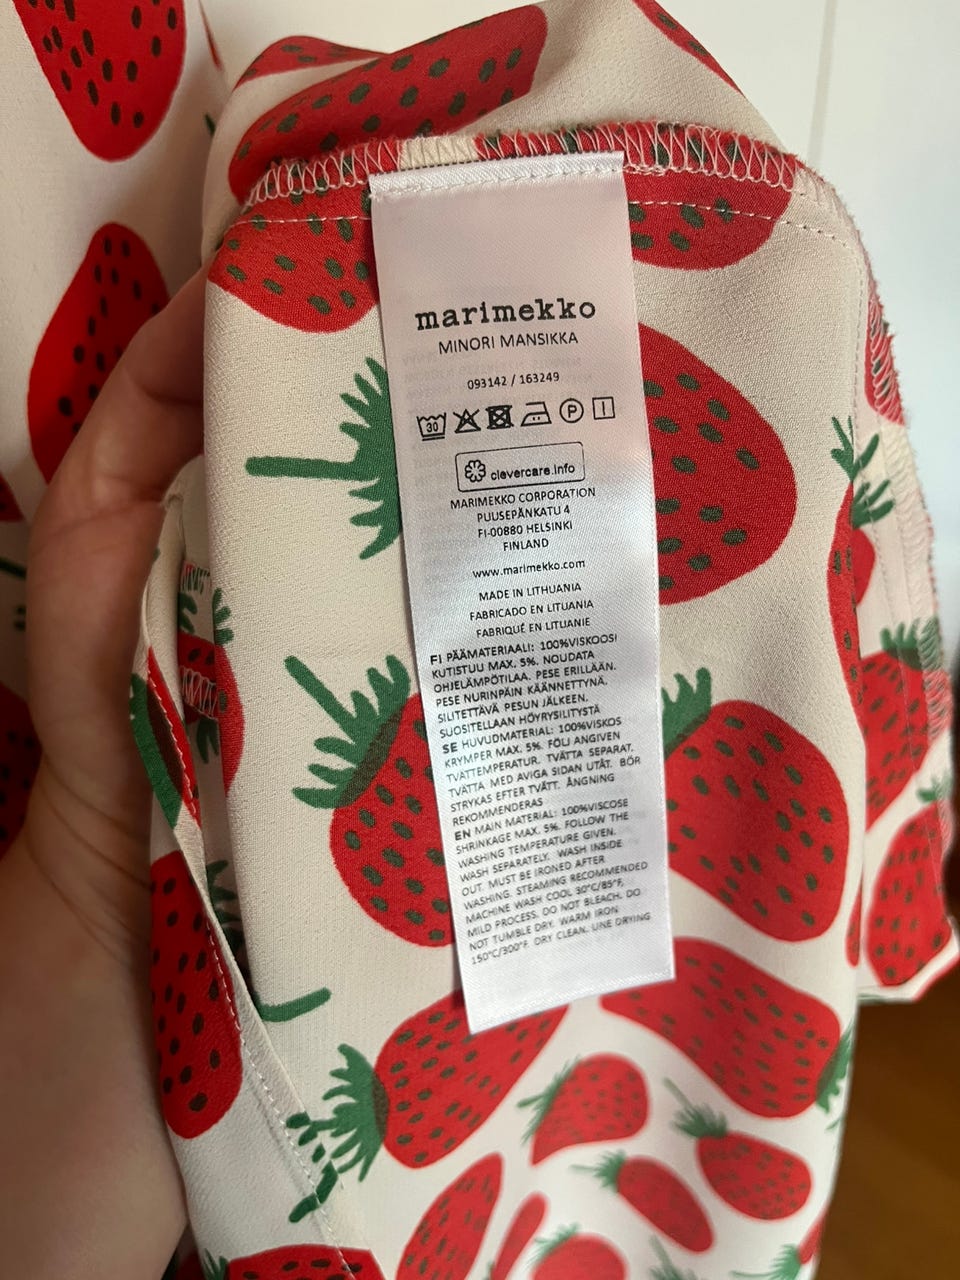 marimekko
MINORI MANSIKKA
093142 / 163249
30 P
clevercare.info
MARIMEKKO CORPORATION
PUUSEPÄNKATU 4
FI-00880 HELSINKI
FINLAND
www.marimekko.com
MADE IN LITHUANIA
FABRICADO EN LITUANIA
FABRIQUÉ EN LITUANIE
FI PÄÄMATERIAALI: 100%VISKOOSI
KUTISTUU MAX. 5%. NOUDATA
OHJELÄMPÖTILAA. PESE ERILLÄÄN.
PESE NURINPÄIN KÄÄNNETTYNÄ.
SILITETTÄVÄ PESUN JÄLKEEN.
SUOSITELLAAN HÖYRYSILITYSTÄ
SE HUVUDMATERIAL: 100%VISKOS
KRYMPER MAX. 5%. FÖLJ ANGIVEN
TVÄTTEMPERATUR. TVÄTTA SEPARAT.
TVÄTTA MED AVIGA SIDAN UTÅT. BÖR
STRYKAS EFTER TVÄTT. ÅNGNING
REKOMMENDERAS
EN MAIN MATERIAL: 100%VISCOSE
SHRINKAGE MAX. 5%. FOLLOW THE
WASHING TEMPERATURE GIVEN.
WASH SEPARATELY. WASH INSIDE
OUT. MUST BE IRONED AFTER
WASHING. STEAMING RECOMMENDED
MACHINE WASH COOL 30°C/85°F,
MILD PROCESS. DO NOT BLEACH. DO
NOT TUMBLE DRY. WARM IRON
150°C/300°F. DRY CLEAN. LINE DRYING